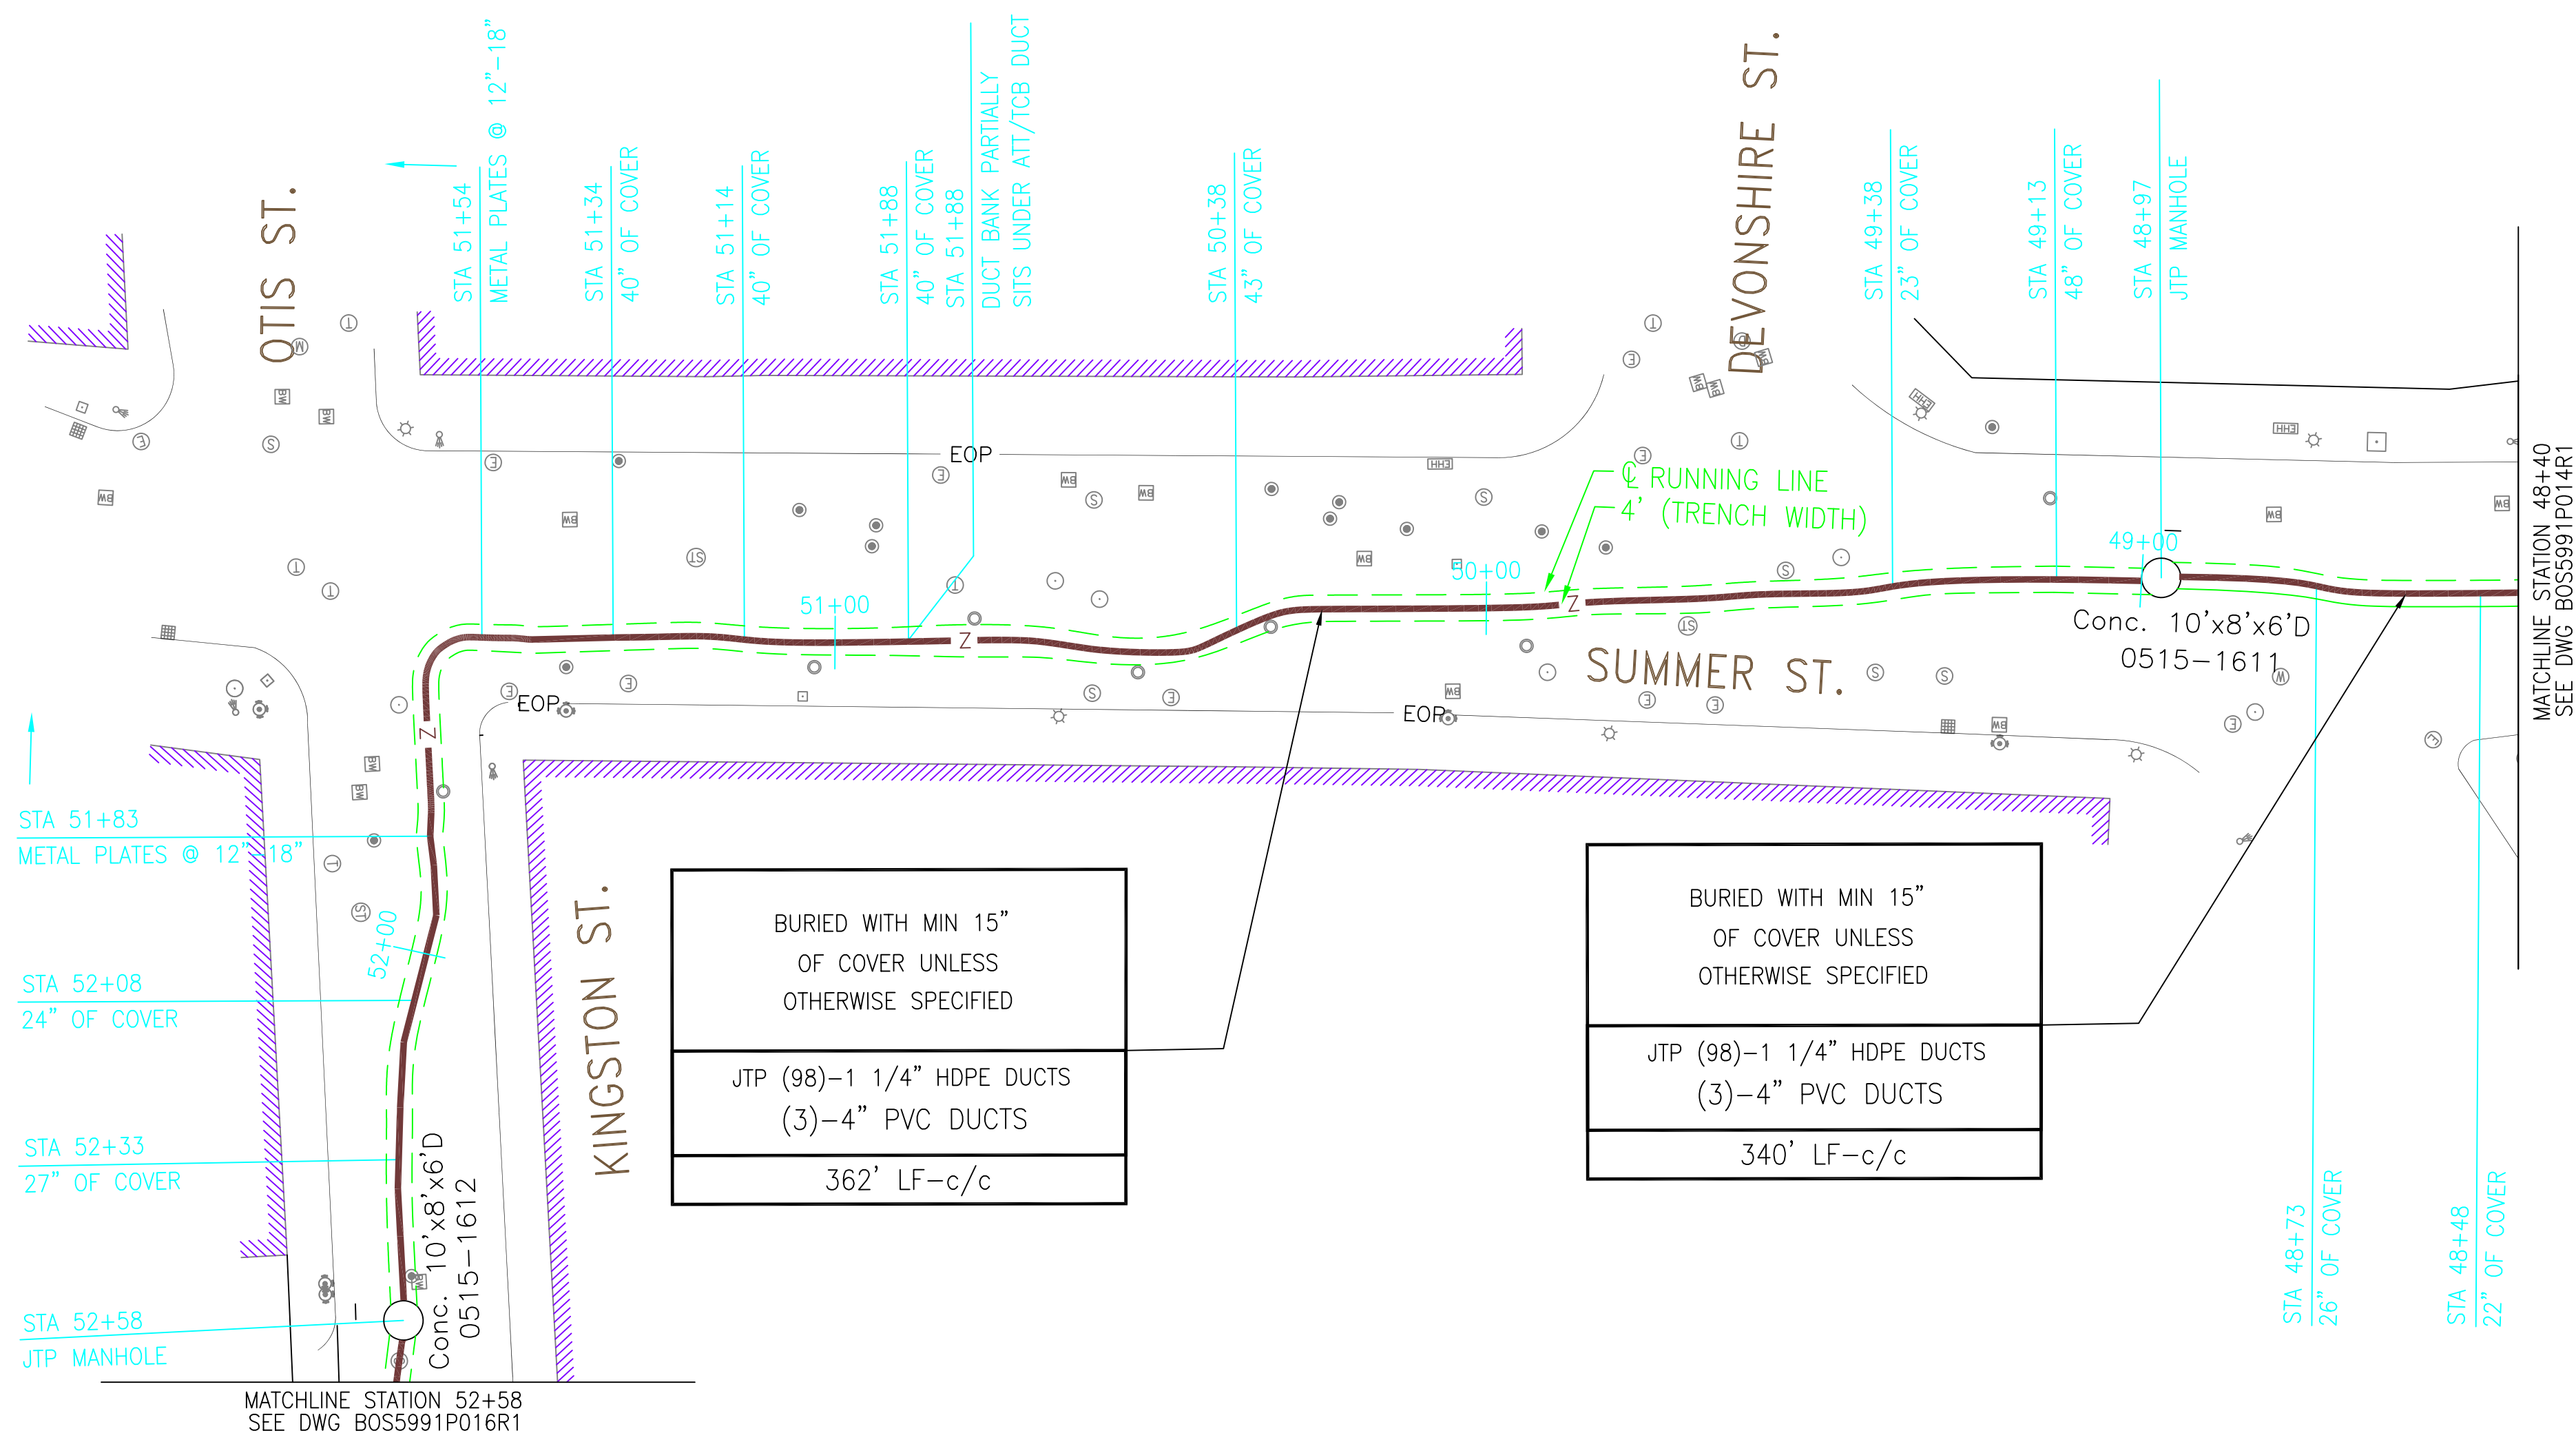 OTIS ST.
STA 51+54
METAL PLATES @ 12"-18"
STA 51+34
40" OF COVER
STA 51+14
40" OF COVER
STA 51+88
40" OF COVER
STA 51+88
DUCT BANK PARTIALLY
SITS UNDER ATT/TCB DUCT
STA 50+38
43" OF COVER
DEVONSHIRE ST.
STA 49+38
23" OF COVER
STA 49+13
48" OF COVER
STA 48+97
JTP MANHOLE
MATCHLINE STATION 48+40
SEE DWG BOS5991P014R1
EOP
℄ RUNNING LINE
4' (TRENCH WIDTH)
51+00
50+00
49+00
Z
Z
Z
Conc. 10'x8'x6'D
0515-1611
SUMMER ST.
EOP
EOP
STA 51+83
METAL PLATES @ 12"-18"
52+00
STA 52+08
24" OF COVER
STA 52+33
27" OF COVER
STA 52+58
JTP MANHOLE
Conc. 10'x8'x6'D
0515-1612
KINGSTON ST.
BURIED WITH MIN 15"
OF COVER UNLESS
OTHERWISE SPECIFIED
JTP (98)-1 1/4" HDPE DUCTS
(3)-4" PVC DUCTS
362' LF-c/c
BURIED WITH MIN 15"
OF COVER UNLESS
OTHERWISE SPECIFIED
JTP (98)-1 1/4" HDPE DUCTS
(3)-4" PVC DUCTS
340' LF-c/c
STA 48+73
26" OF COVER
STA 48+48
22" OF COVER
MATCHLINE STATION 52+58
SEE DWG BOS5991P016R1